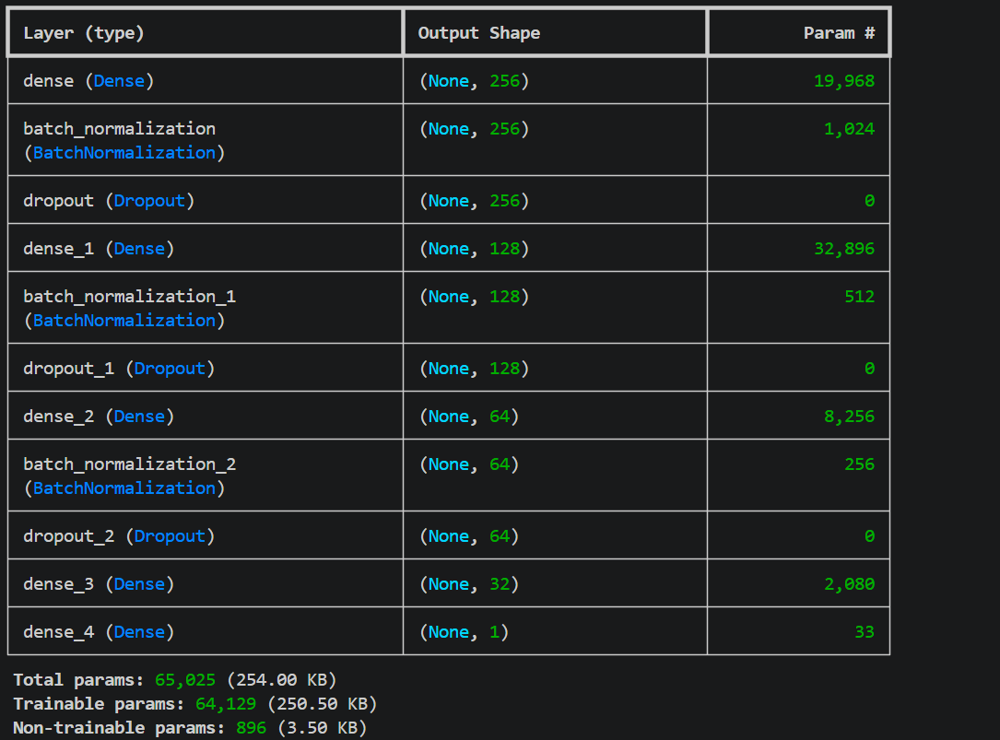 Layer (type) Output Shape Param #
dense (Dense) (None, 256) 19,968
batch_normalization (None, 256) 1,024
(BatchNormalization)
dropout (Dropout) (None, 256) 0
dense_1 (Dense) (None, 128) 32,896
batch_normalization_1 (None, 128) 512
(BatchNormalization)
dropout_1 (Dropout) (None, 128) 0
dense_2 (Dense) (None, 64) 8,256
batch_normalization_2 (None, 64) 256
(BatchNormalization)
dropout_2 (Dropout) (None, 64) 0
dense_3 (Dense) (None, 32) 2,080
dense_4 (Dense) (None, 1) 33
Total params: 65,025 (254.00 KB)
Trainable params: 64,129 (250.50 KB)
Non-trainable params: 896 (3.50 KB)